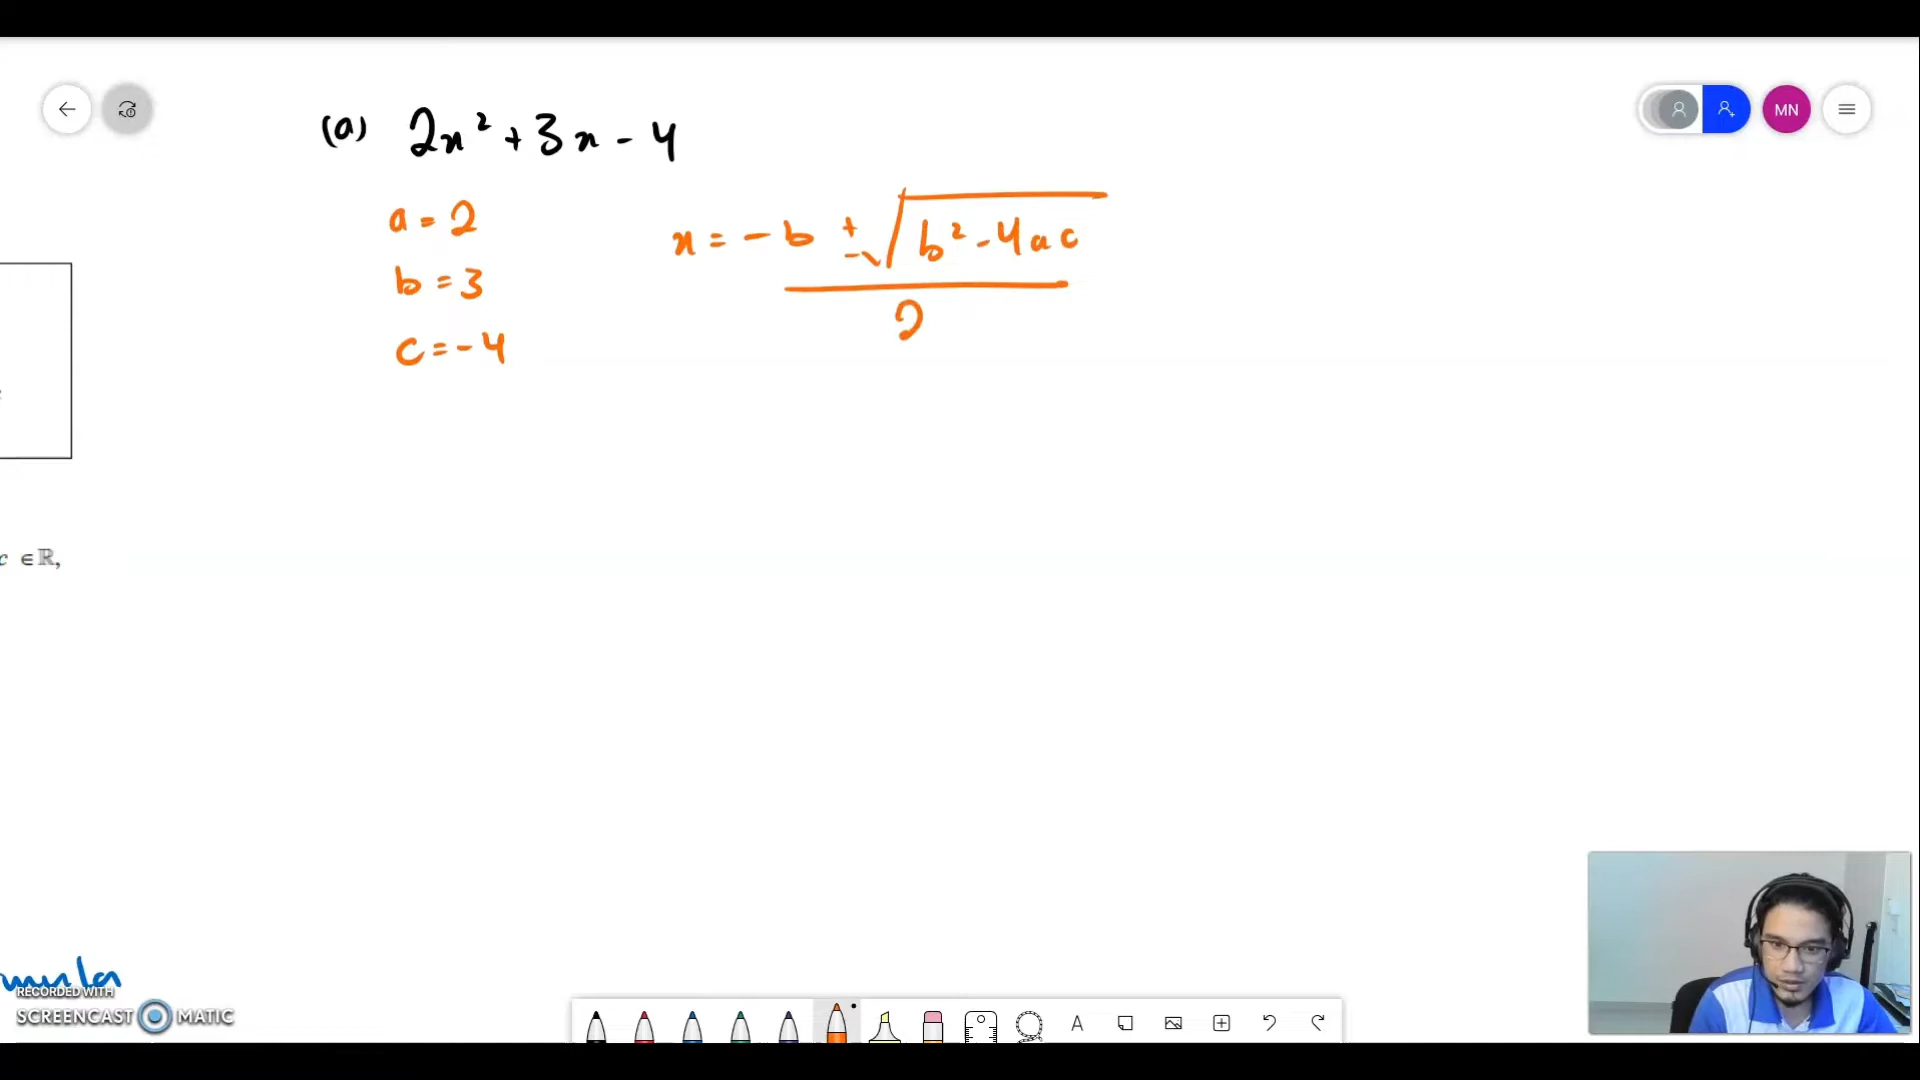 (a) 2x² + 3x - 4
MN
a = 2
x = -b ± √b² - 4ac
b = 3
2
c = -4
c ∈ ℝ,
RECORDED WITH
SCREENCAST MATIC
A